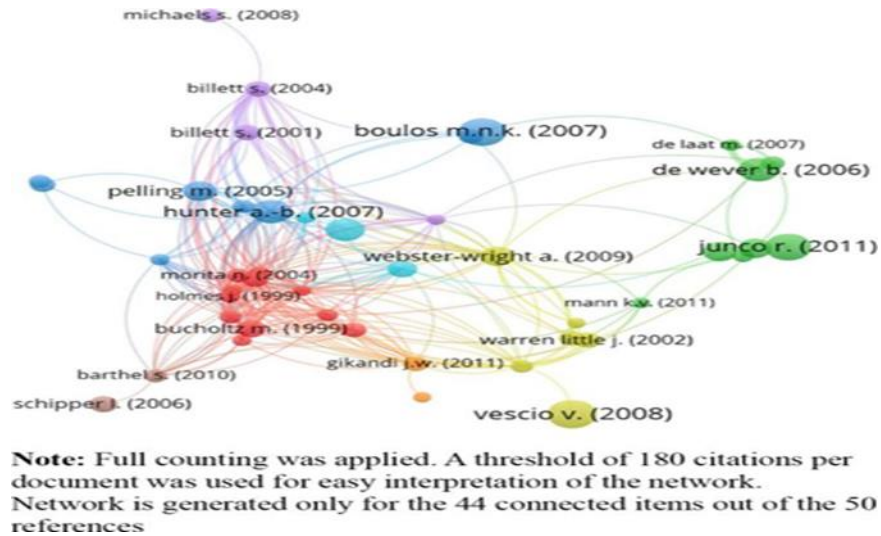 michaels s. (2008)
billett s. (2004)
billett s. (2001)
boulos m.n.k. (2007)
de laat m. (2007)
de wever b. (2006)
pelling m. (2005)
hunter a.-b. (2007)
webster-wright a. (2009)
junco r. (2011)
morita n. (2004)
holmes j. (1999)
mann k.v. (2011)
bucholtz m. (1999)
warren little j. (2002)
gikandi j.w. (2011)
barthel s. (2010)
schipper l. (2006)
vescio v. (2008)
Note: Full counting was applied. A threshold of 180 citations per
document was used for easy interpretation of the network.
Network is generated only for the 44 connected items out of the 50
references